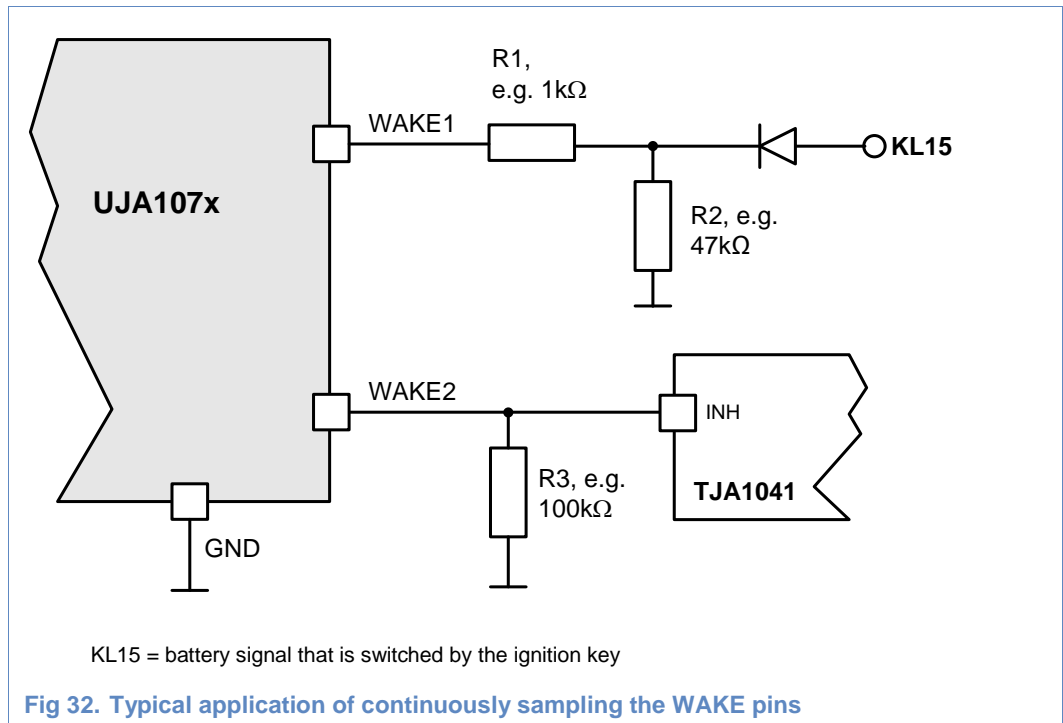 R1,
e.g. 1kΩ
WAKE1
KL15
UJA107x
R2, e.g.
47kΩ
WAKE2
INH
R3, e.g.
100kΩ
TJA1041
GND
KL15 = battery signal that is switched by the ignition key
Fig 32. Typical application of continuously sampling the WAKE pins